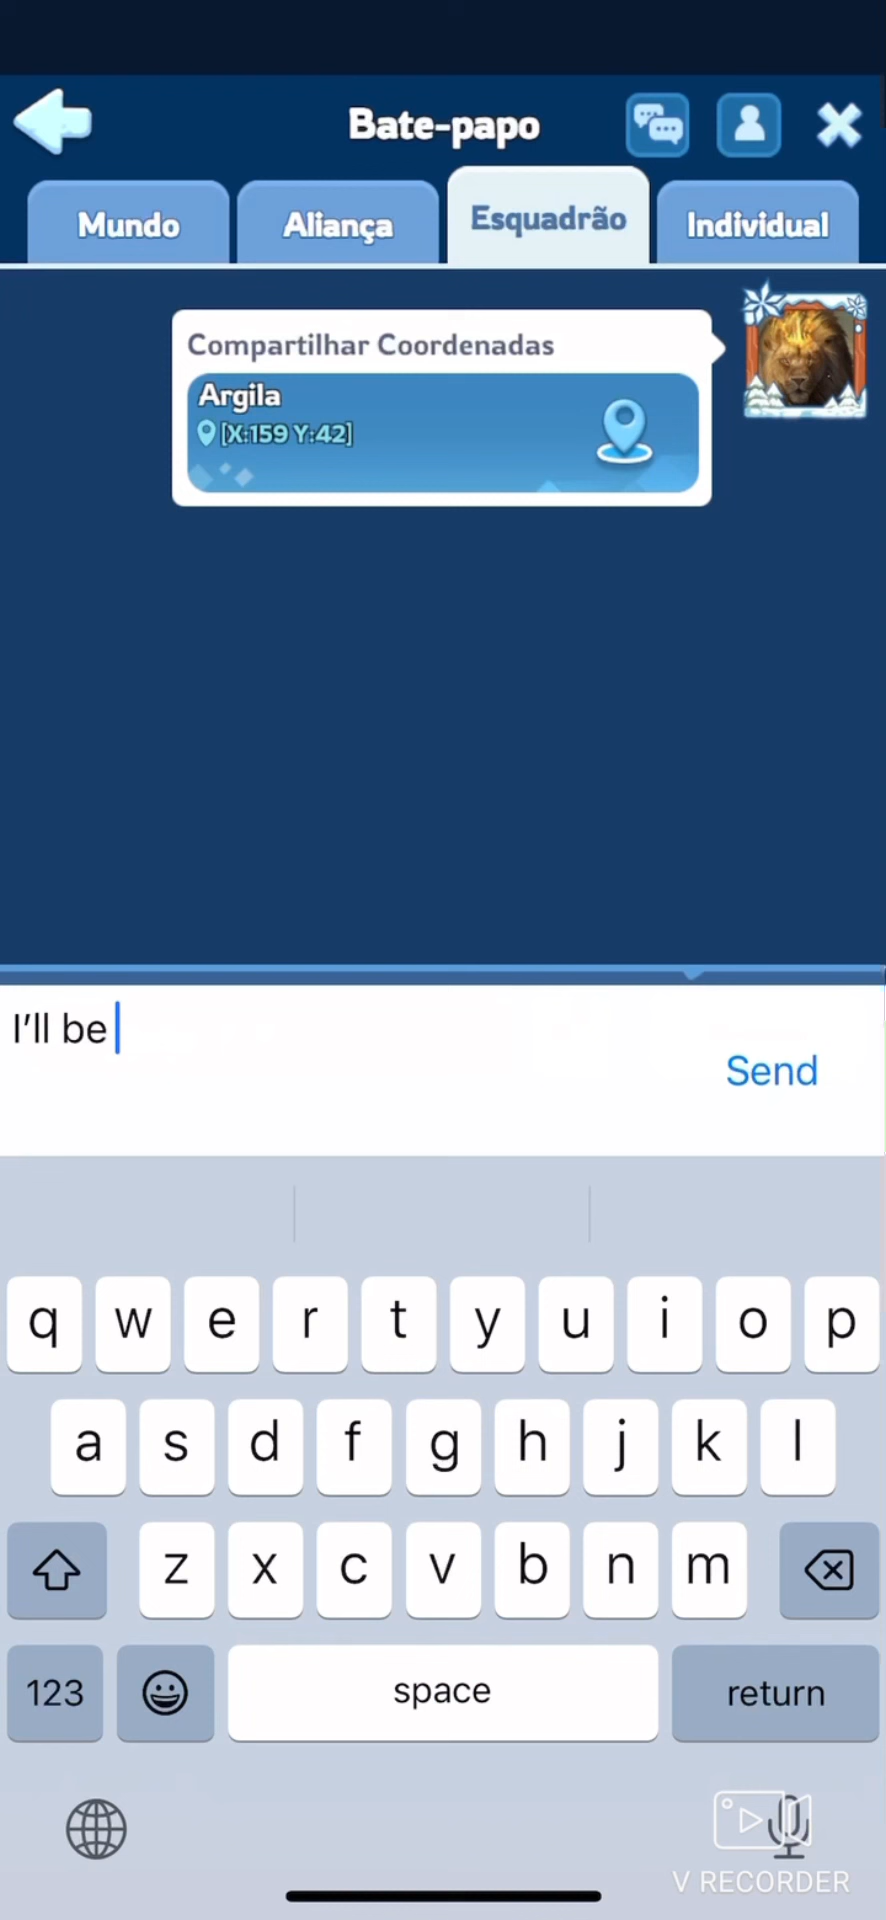 Bate-papo
Mundo
Aliança
Esquadrão
Individual
Compartilhar Coordenadas
Argila
[X:159 Y:42]
I'll be
Send
q w e r t y u i o p
a s d f g h j k l
z x c v b n m
123
space
return
V RECORDER